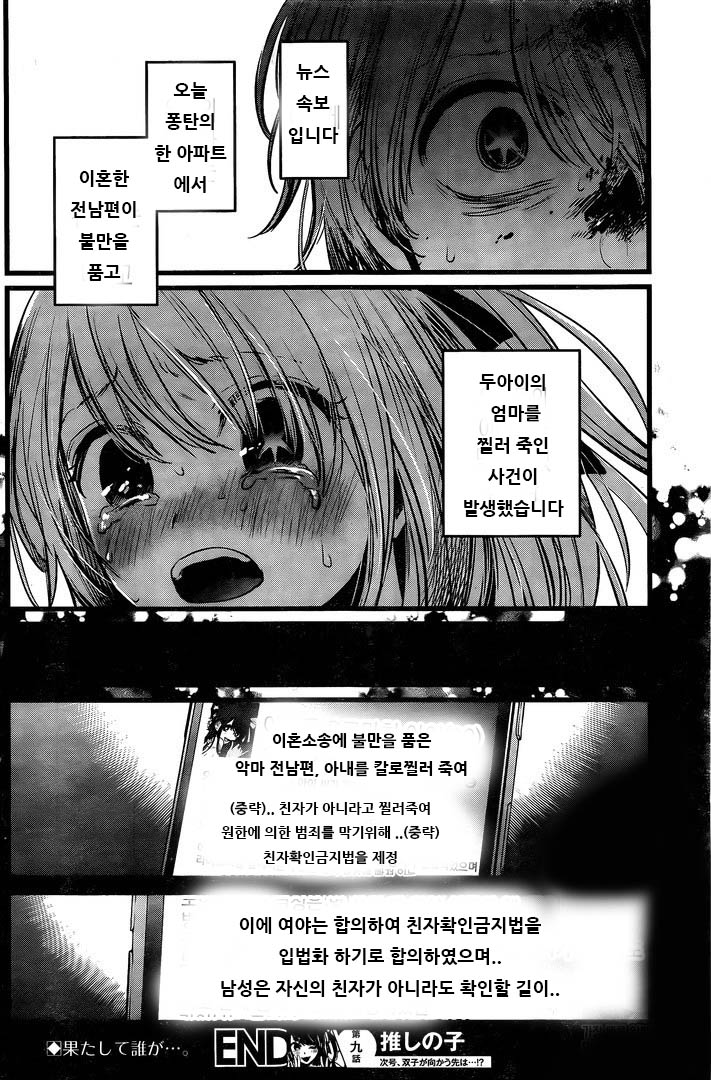 뉴스
속보
입니다
오늘
퐁탄의
한 아파트
에서
이혼한
전남편이
불만을
품고
두아이의
엄마를
찔러 죽인
사건이
발생했습니다
이혼소송에 불만을 품은
악마 전남편, 아내를 칼로찔러 죽여
(중략).. 친자가 아니라고 찔러죽여
원한에 의한 범죄를 막기위해 ..(중략)
친자확인금지법을 제정
이에 여야는 합의하여 친자확인금지법을
입법화 하기로 합의하였으며..
남성은 자신의 친자가 아니라도 확인할 길이..
◆果たして誰が…。
END
第九話
推しの子
次号、双子が向かう先は…!?